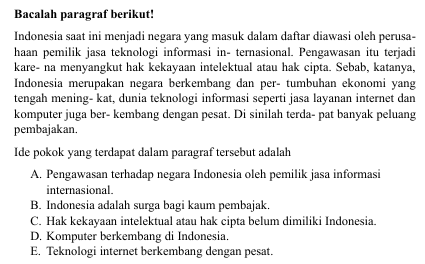 Bacalah paragraf berikut!
Indonesia saat ini menjadi negara yang masuk dalam daftar diawasi oleh perusa-
haan pemilik jasa teknologi informasi in- ternasional. Pengawasan itu terjadi
kare- na menyangkut hak kekayaan intelektual atau hak cipta. Sebab, katanya,
Indonesia merupakan negara berkembang dan per- tumbuhan ekonomi yang
tengah mening- kat, dunia teknologi informasi seperti jasa layanan internet dan
komputer juga ber- kembang dengan pesat. Di sinilah terda- pat banyak peluang
pembajakan.
Ide pokok yang terdapat dalam paragraf tersebut adalah
A. Pengawasan terhadap negara Indonesia oleh pemilik jasa informasi
internasional.
B. Indonesia adalah surga bagi kaum pembajak.
C. Hak kekayaan intelektual atau hak cipta belum dimiliki Indonesia.
D. Komputer berkembang di Indonesia.
E. Teknologi internet berkembang dengan pesat.